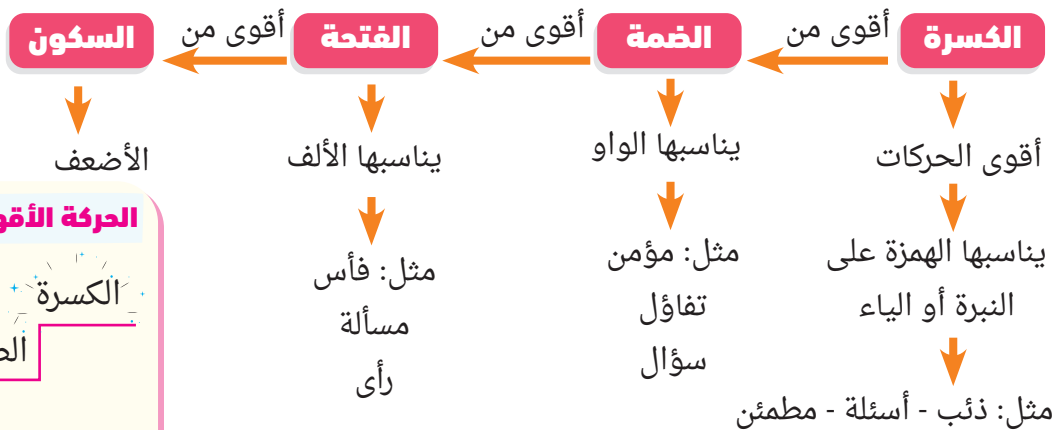 الكسرة أقوى من الضمة أقوى من الفتحة أقوى من السكون
أقوى الحركات
يناسبها الهمزة على
النبرة أو الياء
مثل: ذئب - أسئلة - مطمئن
يناسبها الواو
مثل: مؤمن
تفاؤل
سؤال
يناسبها الألف
مثل: فأس
مسألة
رأى
الأضعف
الحركة
الكسرة